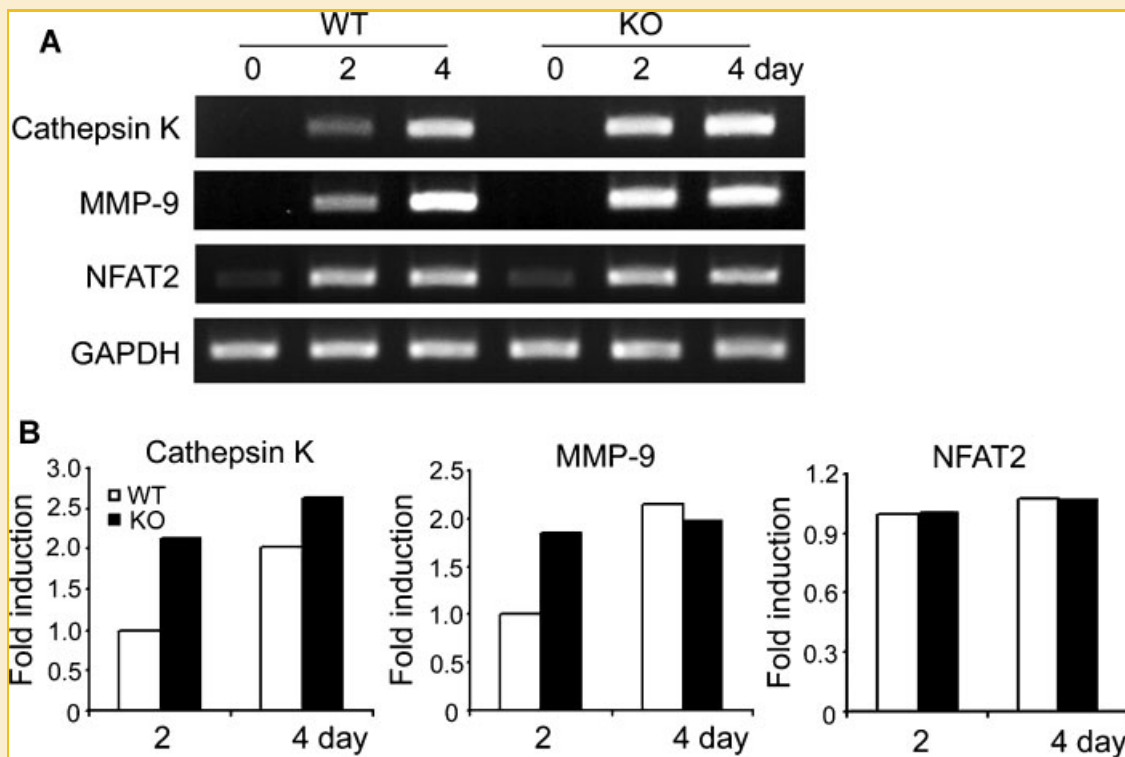 A
WT KO
0 2 4 0 2 4 day
Cathepsin K
MMP-9
NFAT2
GAPDH
B
Cathepsin K
Fold induction
3.0
2.5
2.0
1.5
1.0
0.5
0
WT
KO
2 4 day
MMP-9
Fold induction
2.5
2.0
1.5
1.0
0.5
0
2 4 day
NFAT2
Fold induction
1.2
0.9
0.6
0.3
0
2 4 day